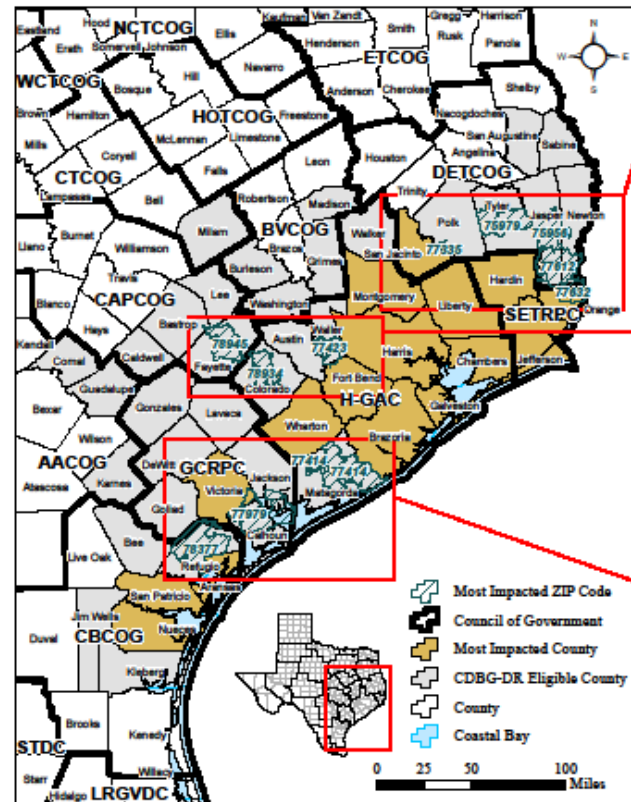 NCTCOG
Kaufman
Van Zandt
Gregg
Harrison
Eastland
Ellis
Smith
Rusk
Erath
Somervell
Johnson
Henderson
Panola
ETCOG
N
W
E
S
WCTCOG
Bosque
Hill
Navarro
Anderson
Cherokee
Shelby
Brown
Hamilton
HOTCOG
Freestone
Nacogdoches
Mills
McLennan
Limestone
San Augustine
Coryell
Houston
Angelina
Sabine
CTCOG
Falls
Leon
DETCOG
Lampasas
Bell
Robertson
Madison
Trinity
Tyler
Burnet
Milam
BVCOG
Walker
Polk
75979
Jasper
Newton
Llano
Williamson
Brazos
75956
Grimes
San Jacinto
77335
Travis
Burleson
77612
Blanco
CAPCOG
Lee
Washington
Montgomery
Hardin
77632
Hays
Bastrop
Liberty
SETRPC
Orange
Kendall
78945
Austin
Waller
Comal
Caldwell
Fayette
77423
Harris
78934
Chambers
Jefferson
Guadalupe
Colorado
Fort Bend
Bexar
Gonzales
H-GAC
Galveston
Lavaca
Wilson
Wharton
Brazoria
AACOG
DeWitt
GCRPC
Jackson
77414
77414
Atascosa
Karnes
Victoria
Matagorda
Goliad
77979
Calhoun
Bee
78377
Live Oak
Refugio
Aransas
San Patricio
Jim Wells
Duval
Nueces
CBCOG
Kleberg
Brooks
Kenedy
STDC
Starr
Willacy
Hidalgo
LRGVDC
Most Impacted ZIP Code
Council of Government
Most Impacted County
CDBG-DR Eligible County
County
Coastal Bay
0 25 50 100
Miles